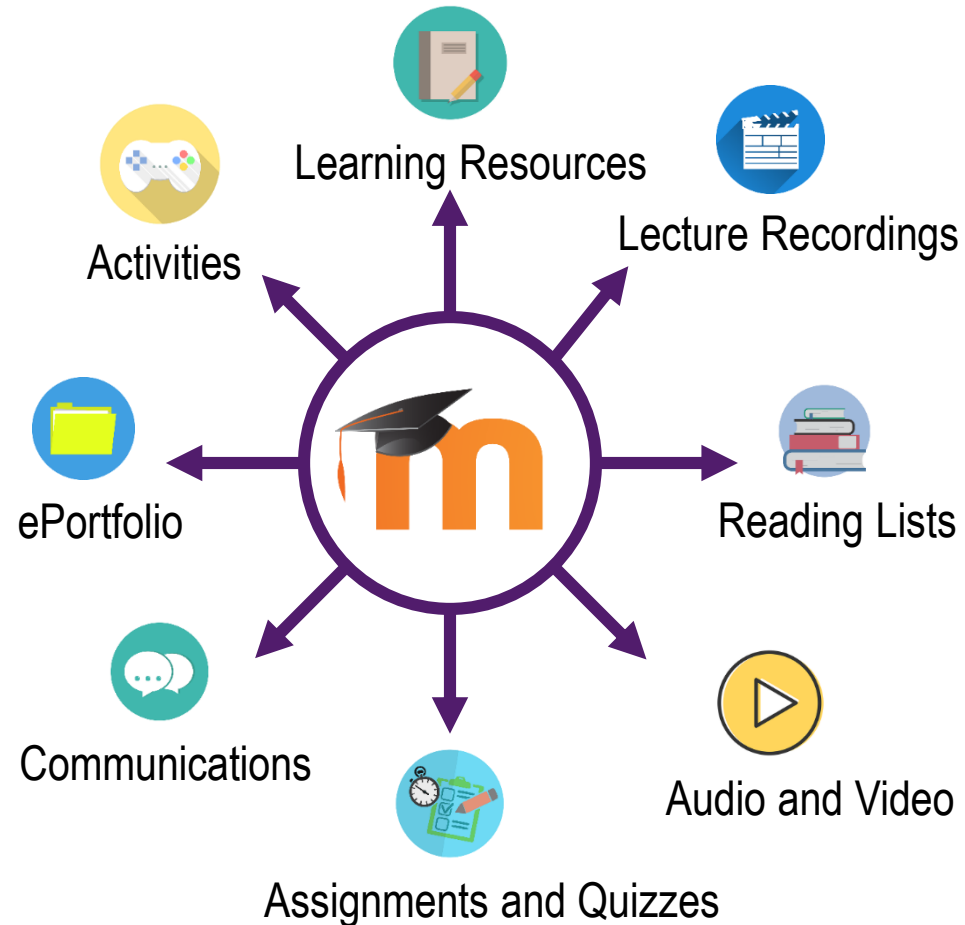 Learning Resources
Lecture Recordings
Activities
m
ePortfolio
Reading Lists
Communications
Audio and Video
Assignments and Quizzes